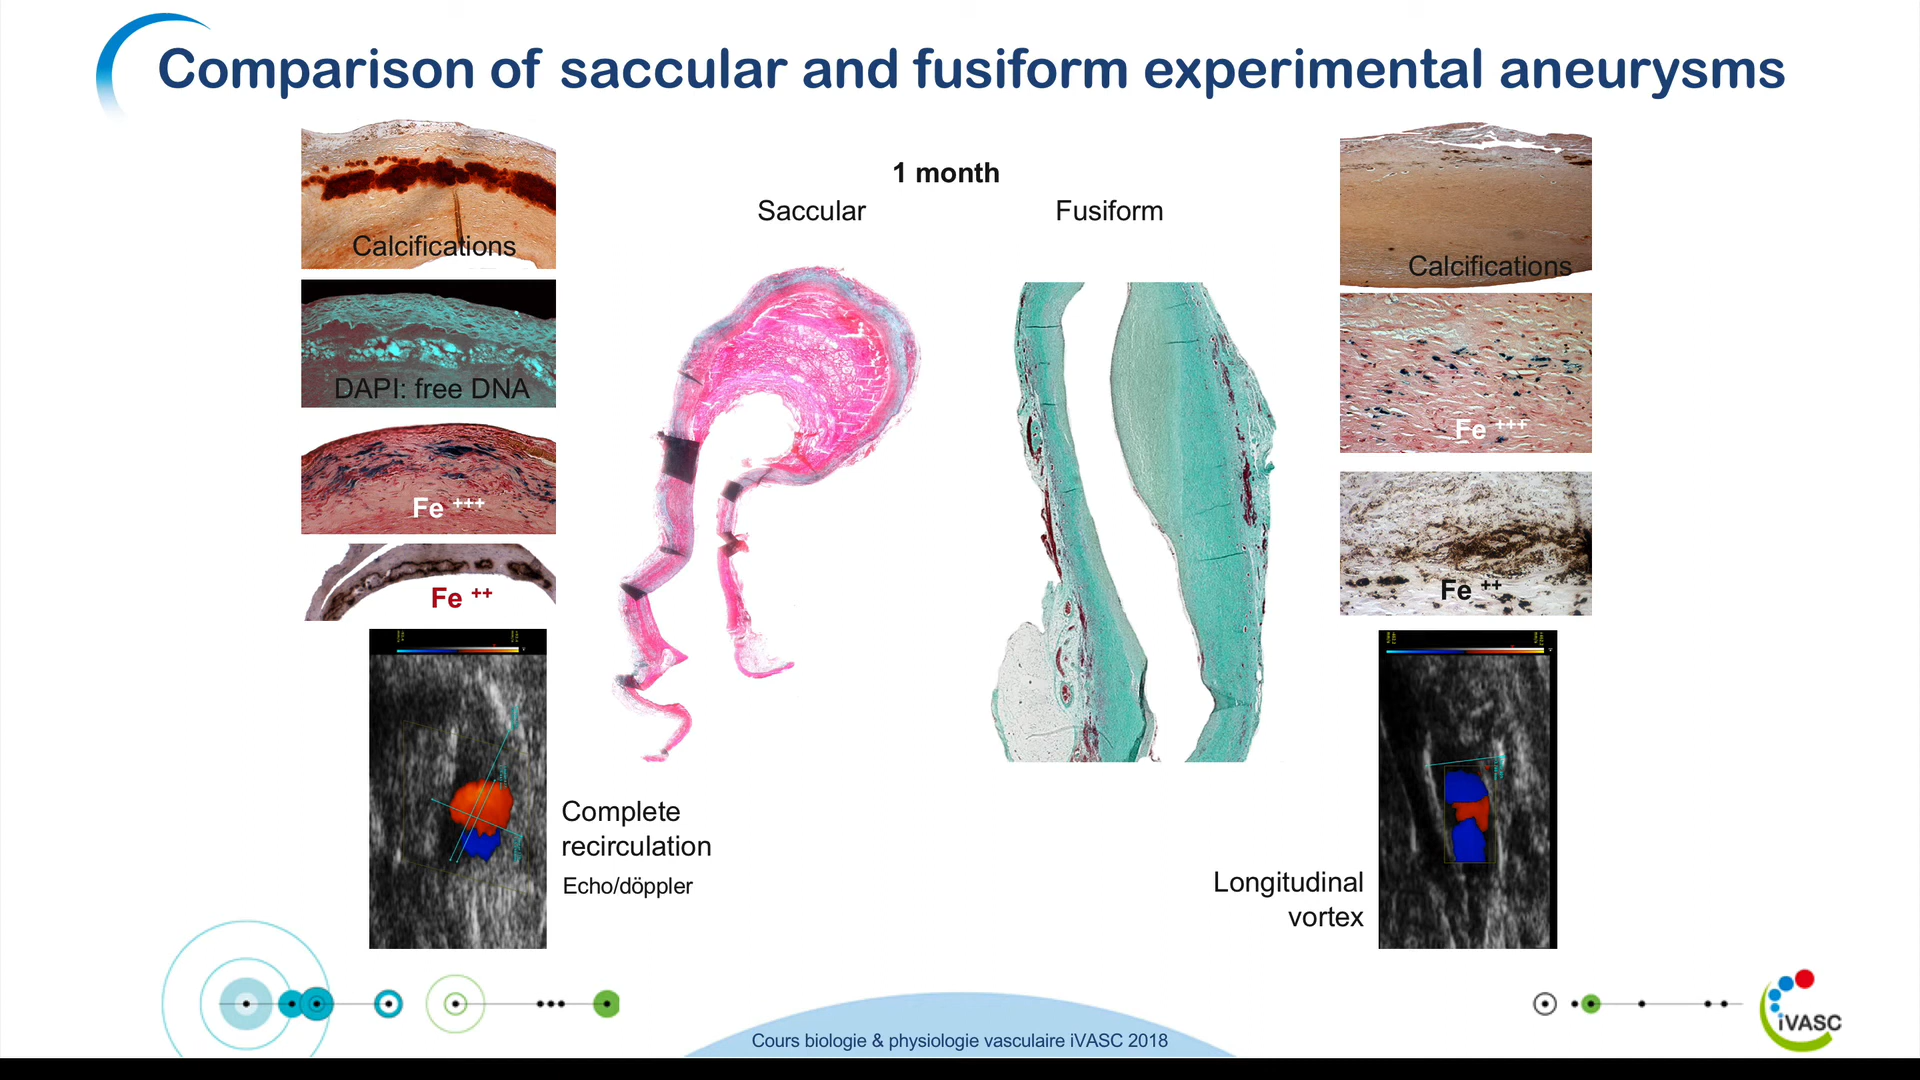 Comparison of saccular and fusiform experimental aneurysms
1 month
Saccular
Fusiform
Calcifications
DAPI: free DNA
Fe +++
Fe ++
Calcifications
Fe +++
Fe ++
Complete
recirculation
Echo/döppler
Longitudinal
vortex
Cours biologie & physiologie vasculaire iVASC 2018
iVASC